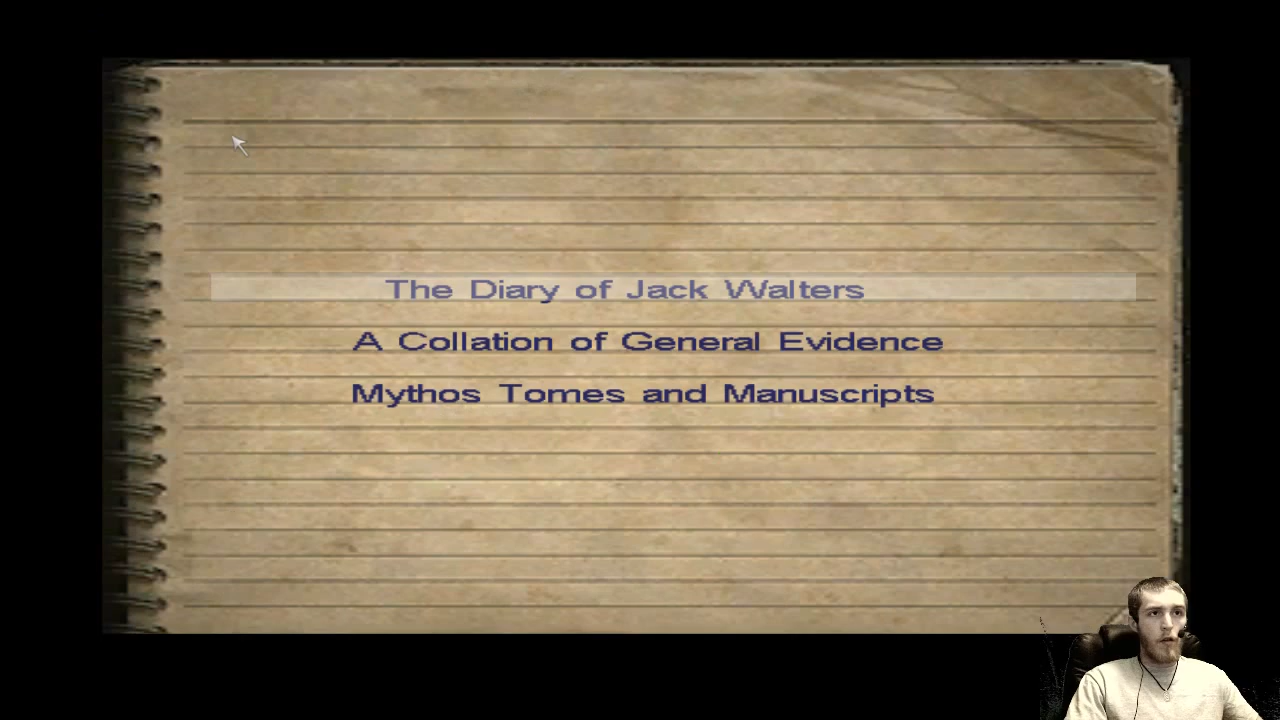 The Diary of Jack Walters
A Collation of General Evidence
Mythos Tomes and Manuscripts